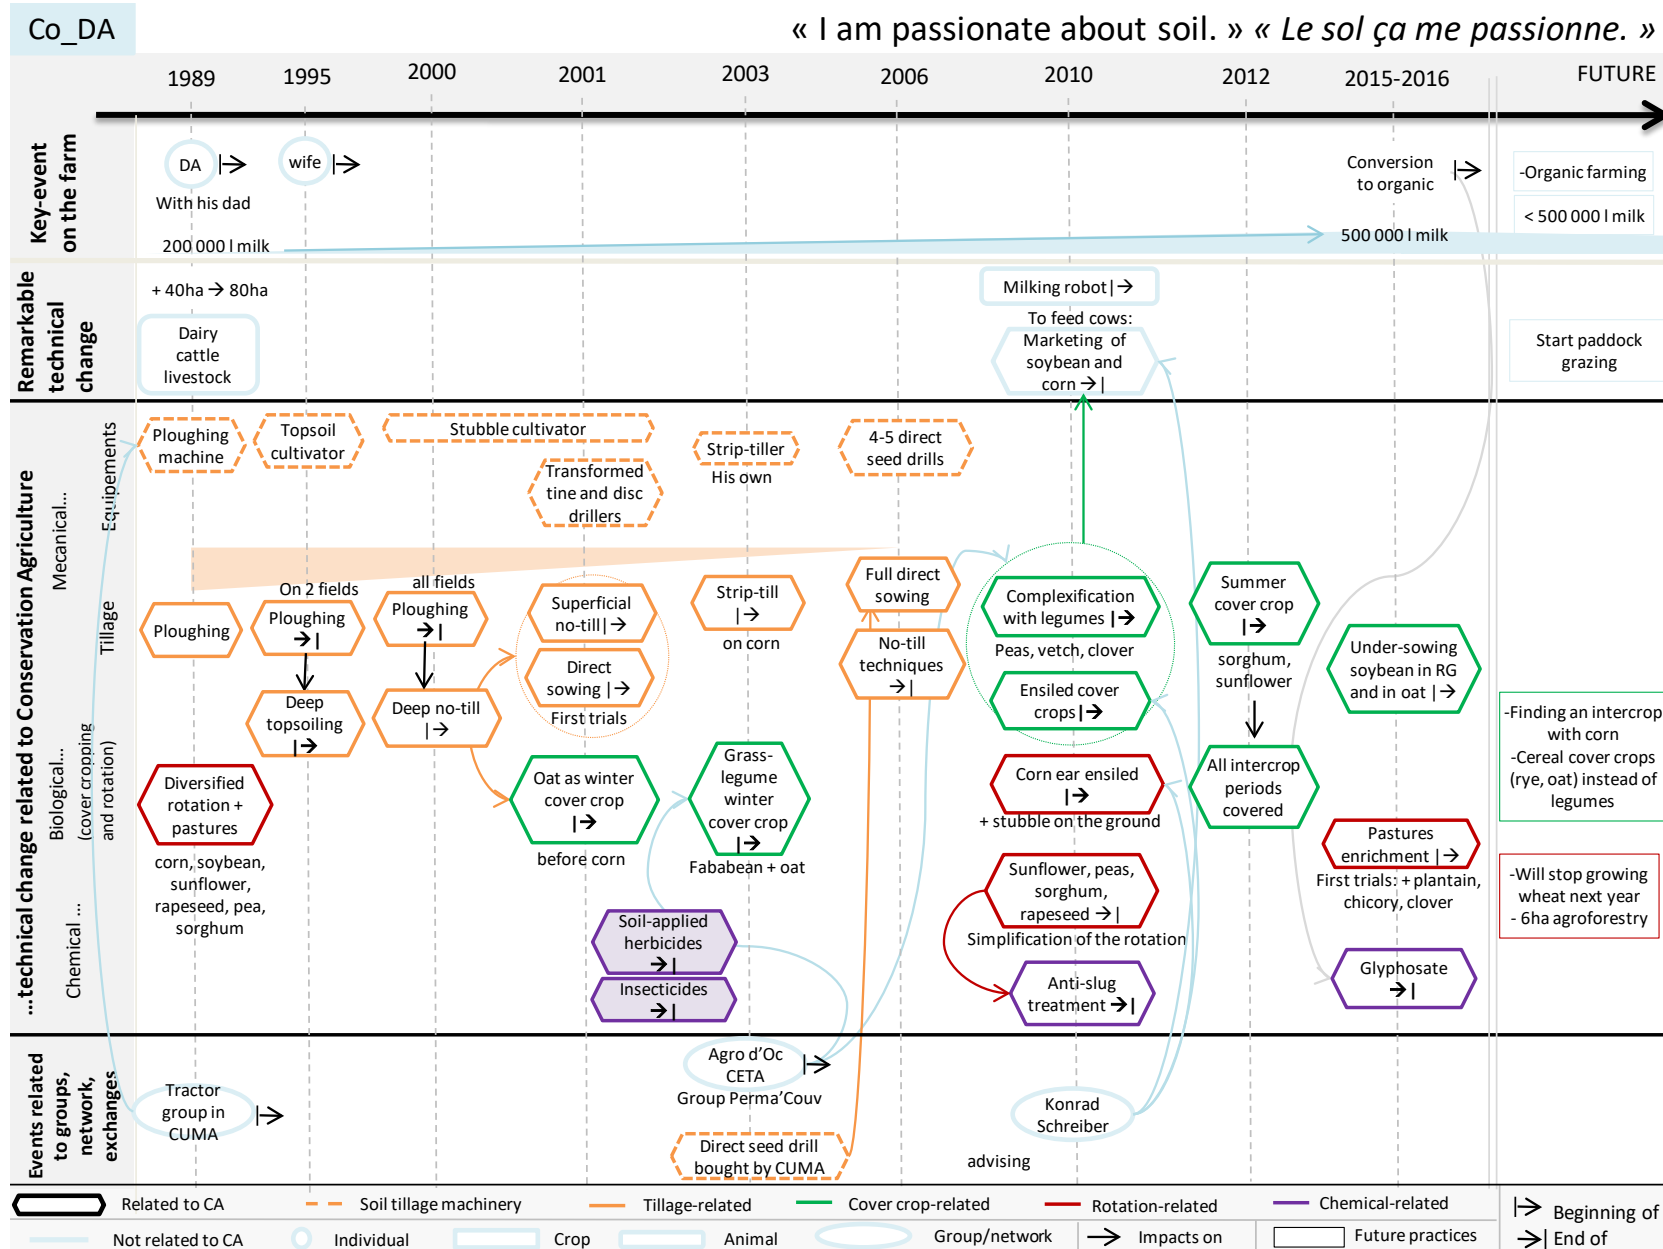 Co_DA
« I am passionate about soil. » « Le sol ça me passionne. »
1989
1995
2000
2001
2003
2006
2010
2012
2015-2016
FUTURE
Key-event
on the farm
DA
|→
With his dad
wife
|→
200 000 l milk
500 000 l milk
Conversion
to organic
|→
-Organic farming
< 500 000 l milk
Remarkable
technical
change
+ 40ha → 80ha
Dairy
cattle
livestock
Milking robot|→
To feed cows:
Marketing of
soybean and
corn →|
Start paddock
grazing
...technical change related to Conservation Agriculture
Mecanical...
Equipements
Ploughing
machine
Topsoil
cultivator
Stubble cultivator
Transformed
tine and disc
drillers
Strip-tiller
His own
4-5 direct
seed drills
Tillage
Ploughing
On 2 fields
Ploughing
→|
Deep
topsoiling
|→
all fields
Ploughing
→|
Deep no-till
|→
Superficial
no-till|→
Direct
sowing |→
First trials
Strip-till
|→
on corn
Full direct
sowing
No-till
techniques
→|
Complexification
with legumes |→
Peas, vetch, clover
Ensiled cover
crops|→
Summer
cover crop
|→
sorghum,
sunflower
Under-sowing
soybean in RG
and in oat |→
Biological...
(cover cropping
and rotation)
Diversified
rotation +
pastures
corn, soybean,
sunflower,
rapeseed, pea,
sorghum
Oat as winter
cover crop
|→
before corn
Grass-
legume
winter
cover crop
|→
Fababean + oat
Corn ear ensiled
|→
+ stubble on the ground
Sunflower, peas,
sorghum,
rapeseed →|
Simplification of the rotation
All intercrop
periods
covered
Pastures
enrichment |→
First trials: + plantain,
chicory, clover
-Finding an intercrop
with corn
-Cereal cover crops
(rye, oat) instead of
legumes
-Will stop growing
wheat next year
- 6ha agroforestry
Chemical ...
Soil-applied
herbicides
→|
Insecticides
→|
Anti-slug
treatment →|
Glyphosate
→|
Events related
to groups,
network,
exchanges
Tractor
group in
CUMA
|→
Agro d'Oc
CETA
|→
Group Perma'Couv
Direct seed drill
bought by CUMA
Konrad
Schreiber
advising
Related to CA
Soil tillage machinery
Tillage-related
Cover crop-related
Rotation-related
Chemical-related
|→ Beginning of
Not related to CA
Individual
Crop
Animal
Group/network
→ Impacts on
Future practices
→| End of